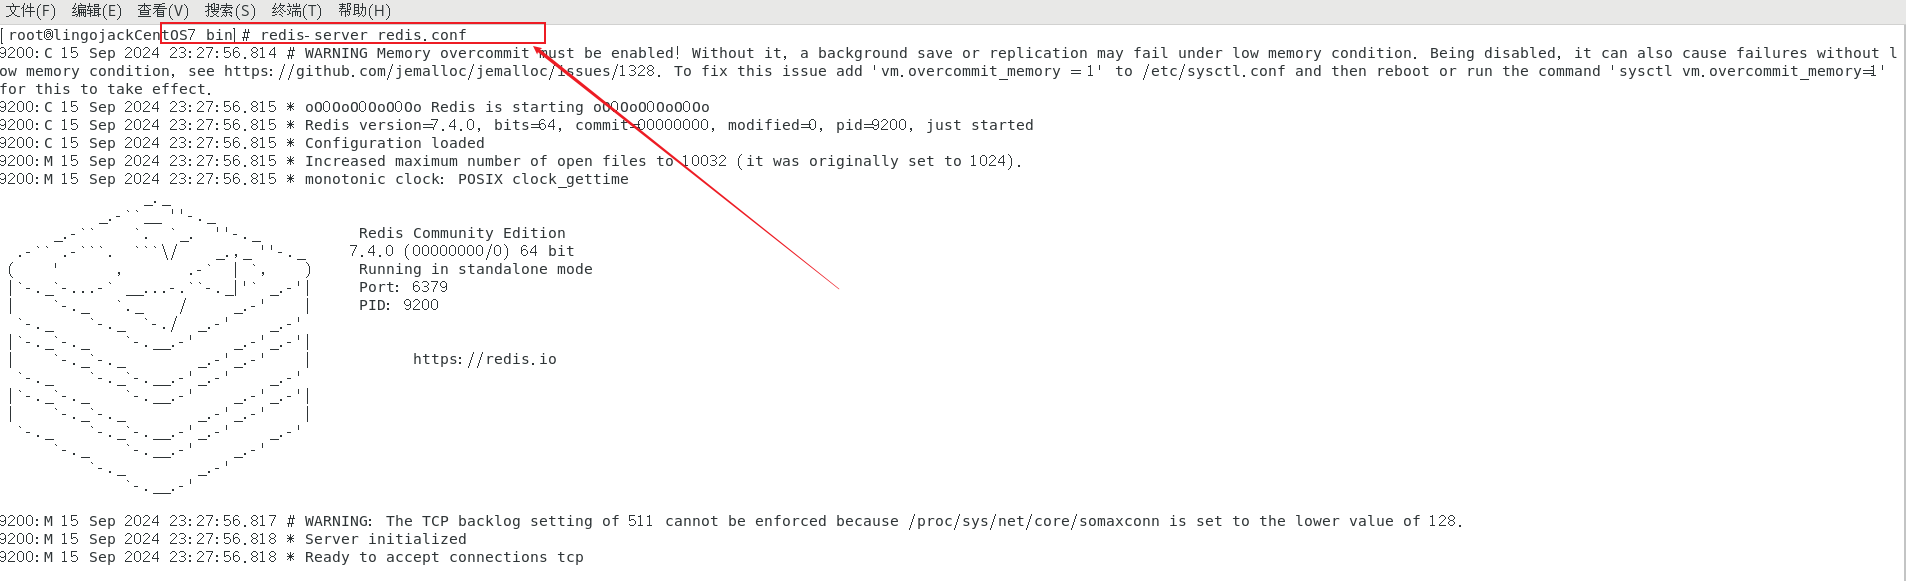 文件(F) 编辑(E) 查看(V) 搜索(S) 终端(T) 帮助(H)
[root@lingojackCentOS7 bin]# redis-server redis.conf
9200:C 15 Sep 2024 23:27:56.814 # WARNING Memory overcommit must be enabled! Without it, a background save or replication may fail under low memory condition. Being disabled, it can also cause failures without l
ow memory condition, see https://github.com/jemalloc/jemalloc/issues/1328. To fix this issue add 'vm.overcommit_memory = 1' to /etc/sysctl.conf and then reboot or run the command 'sysctl vm.overcommit_memory=1'
for this to take effect.
9200:C 15 Sep 2024 23:27:56.815 * oO0OoO0OoO0Oo Redis is starting oO0OoO0OoO0Oo
9200:C 15 Sep 2024 23:27:56.815 * Redis version=7.4.0, bits=64, commit=00000000, modified=0, pid=9200, just started
9200:C 15 Sep 2024 23:27:56.815 * Configuration loaded
9200:M 15 Sep 2024 23:27:56.815 * Increased maximum number of open files to 10032 (it was originally set to 1024).
9200:M 15 Sep 2024 23:27:56.815 * monotonic clock: POSIX clock_gettime
Redis Community Edition
7.4.0 (00000000/0) 64 bit
Running in standalone mode
Port: 6379
PID: 9200
https://redis.io
9200:M 15 Sep 2024 23:27:56.817 # WARNING: The TCP backlog setting of 511 cannot be enforced because /proc/sys/net/core/somaxconn is set to the lower value of 128.
9200:M 15 Sep 2024 23:27:56.818 * Server initialized
9200:M 15 Sep 2024 23:27:56.818 * Ready to accept connections tcp